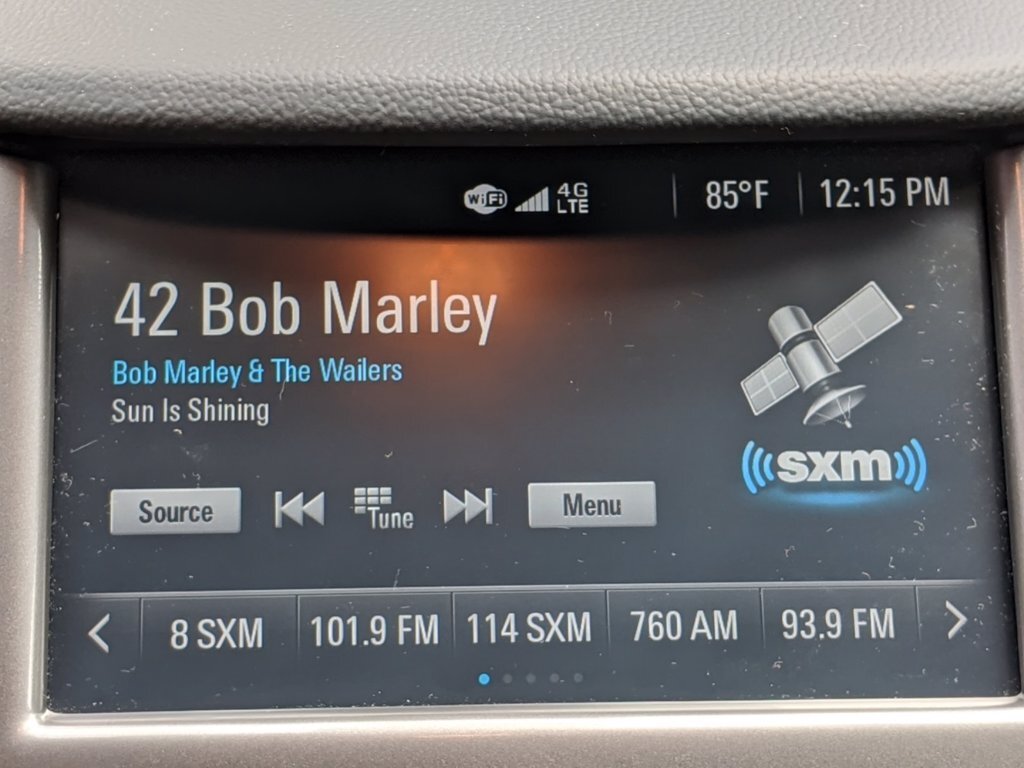 WiFi 4G LTE 85°F 12:15 PM
42 Bob Marley
Bob Marley & The Wailers
Sun Is Shining
sxm
Source Tune Menu
8 SXM 101.9 FM 114 SXM 760 AM 93.9 FM